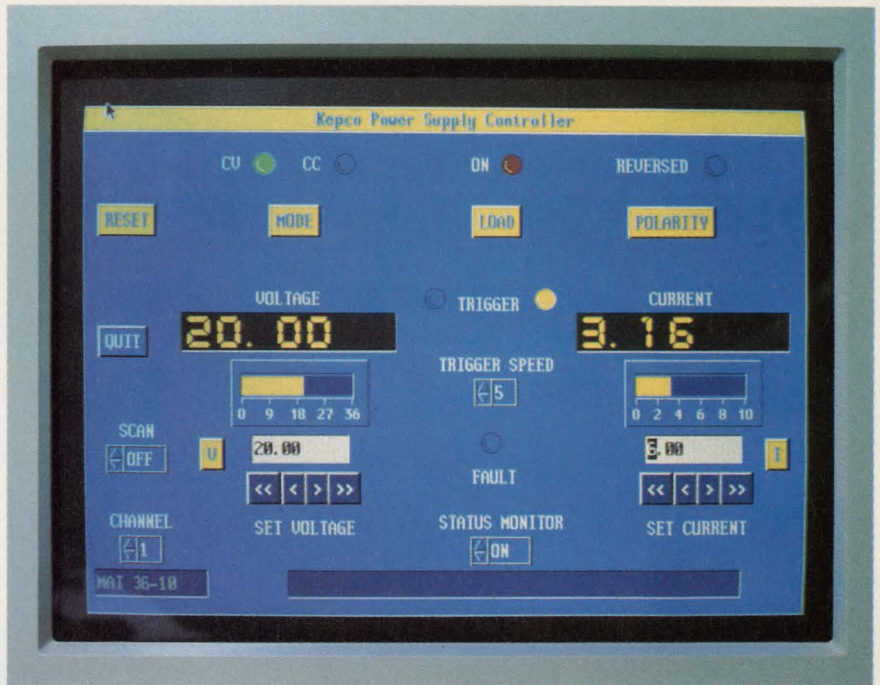 Kepco Power Supply Controller
CV CC ON REVERSED
RESET MODE LOAD POLARITY
VOLTAGE TRIGGER CURRENT
QUIT 20.00 3.16
TRIGGER SPEED
5
0 9 18 27 36 0 2 4 6 8 10
SCAN
OFF V 20.00 6.00 I
FAULT
<< < > >> << < > >>
CHANNEL SET VOLTAGE STATUS MONITOR SET CURRENT
1 ON
MAT 36-10